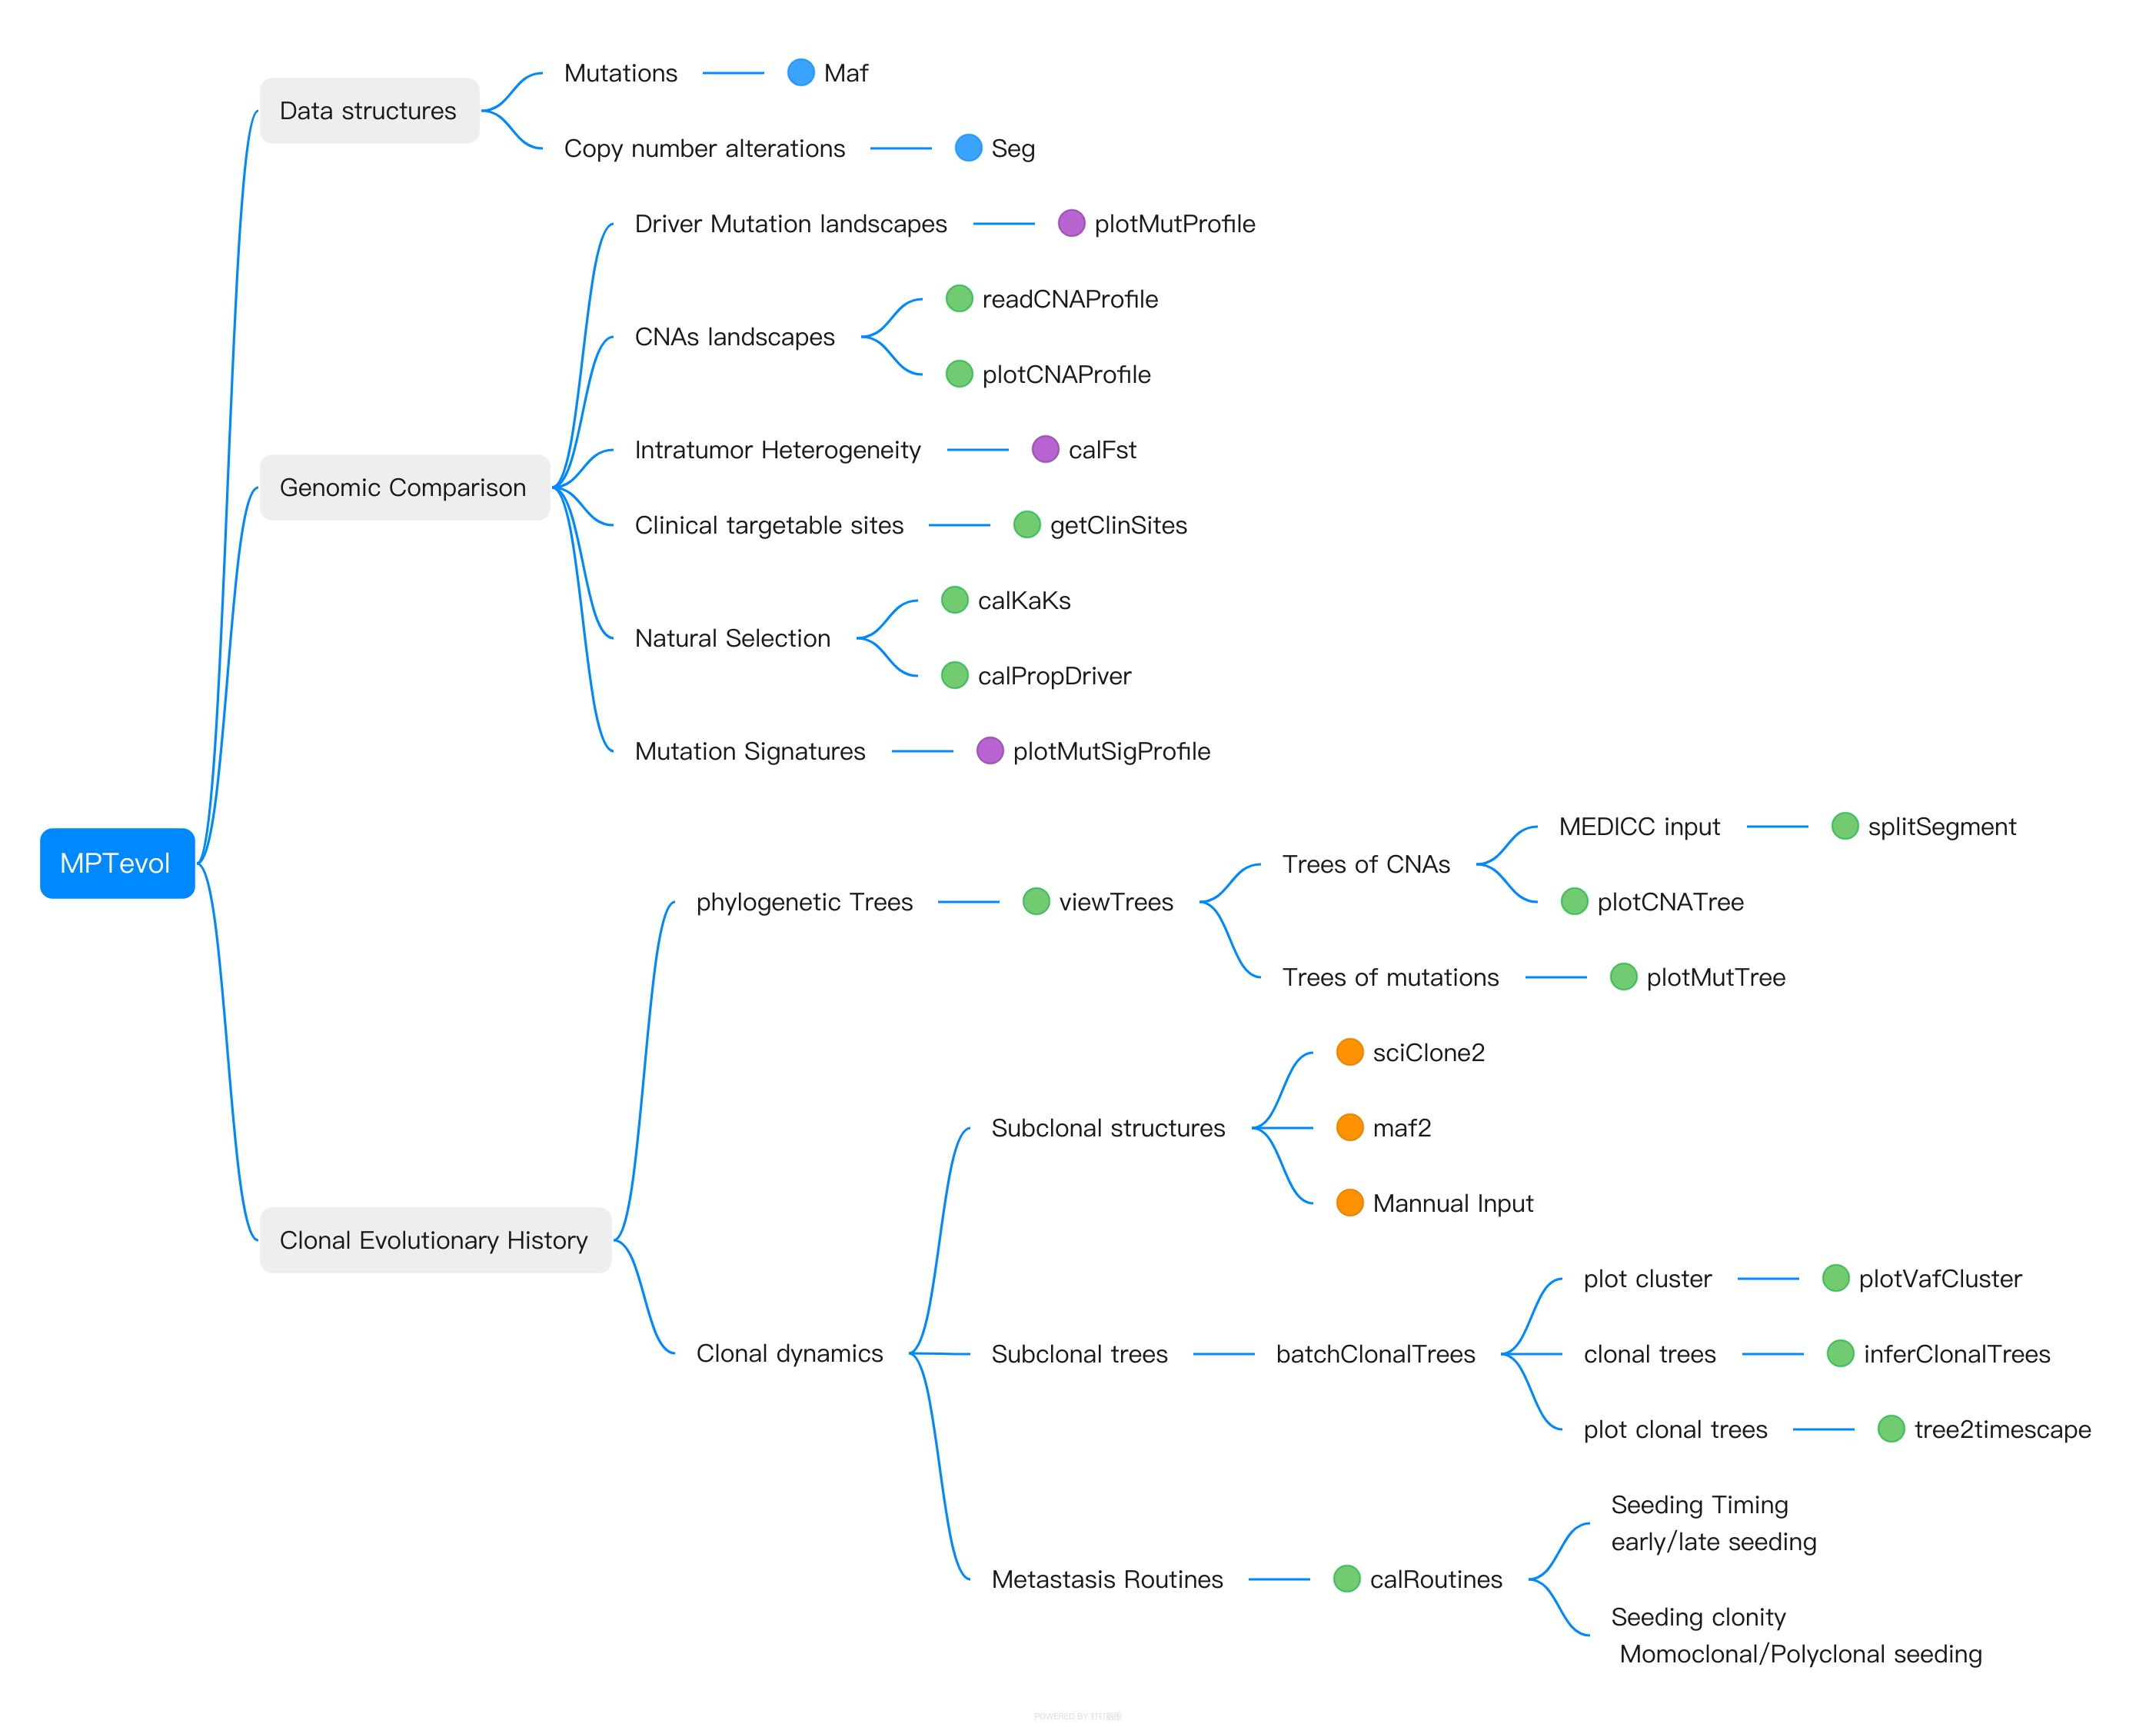 Mutations
Maf
Data structures
Copy number alterations
Seg
Driver Mutation landscapes
plotMutProfile
readCNAProfile
CNAs landscapes
plotCNAProfile
Intratumor Heterogeneity
calFst
Genomic Comparison
Clinical targetable sites
getClinSites
calKaKs
Natural Selection
calPropDriver
Mutation Signatures
plotMutSigProfile
MPTevol
MEDICC input
splitSegment
Trees of CNAs
phylogenetic Trees
viewTrees
plotCNATree
Trees of mutations
plotMutTree
sciClone2
Subclonal structures
maf2
Mannual Input
Clonal Evolutionary History
plot cluster
plotVafCluster
Clonal dynamics
Subclonal trees
batchClonalTrees
clonal trees
inferClonalTrees
plot clonal trees
tree2timescape
Seeding Timing
early/late seeding
Metastasis Routines
calRoutines
Seeding clonity
Momoclonal/Polyclonal seeding
POWERED BY 钉钉脑图